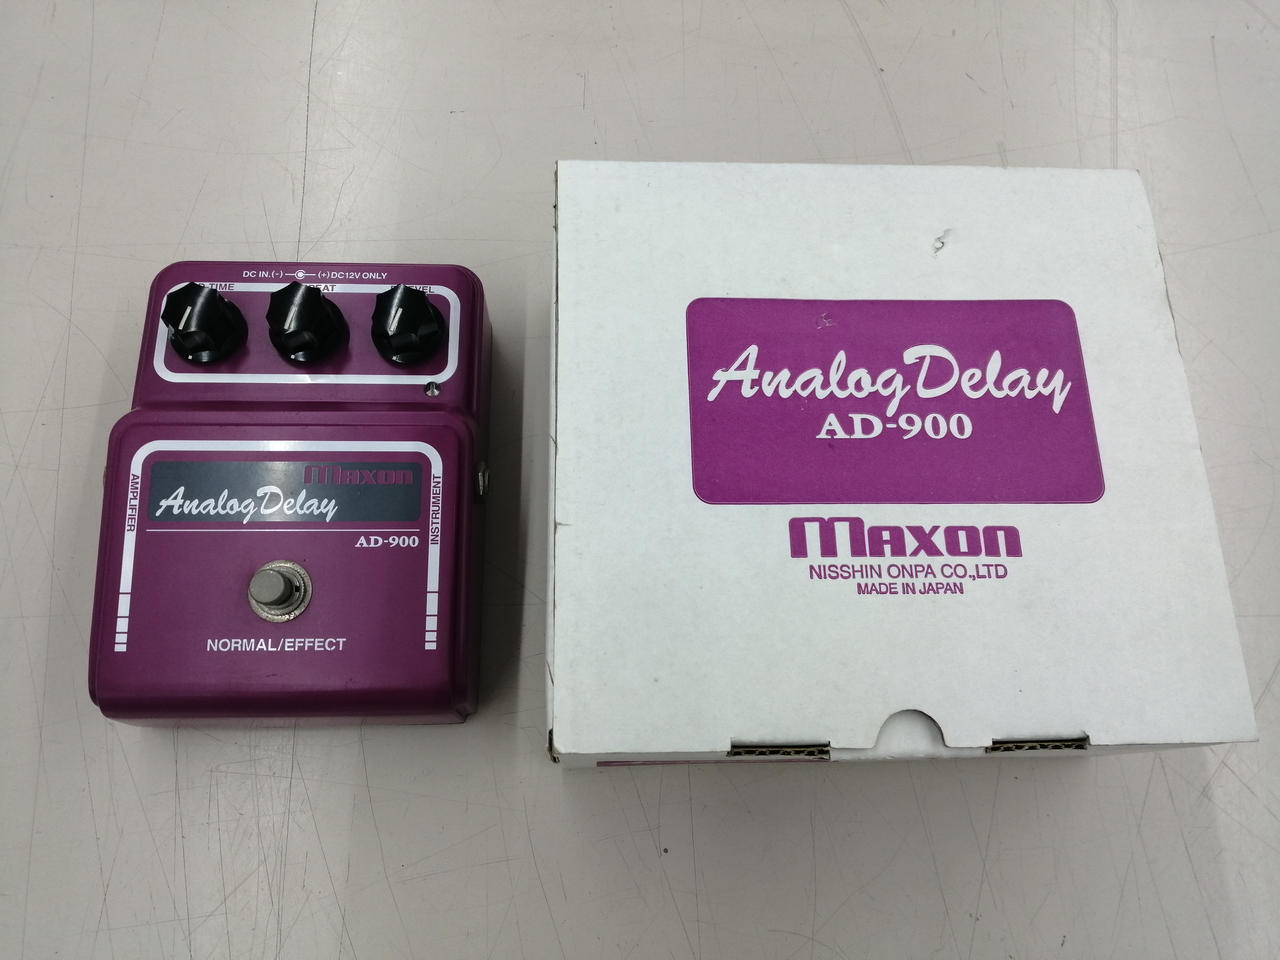 DC IN.(-) (+)DC12V ONLY
AMPLIFIER
INSTRUMENT
Maxon
Analog Delay
AD-900
NORMAL/EFFECT
Analog Delay
AD-900
Maxon
NISSHIN ONPA CO.,LTD
MADE IN JAPAN